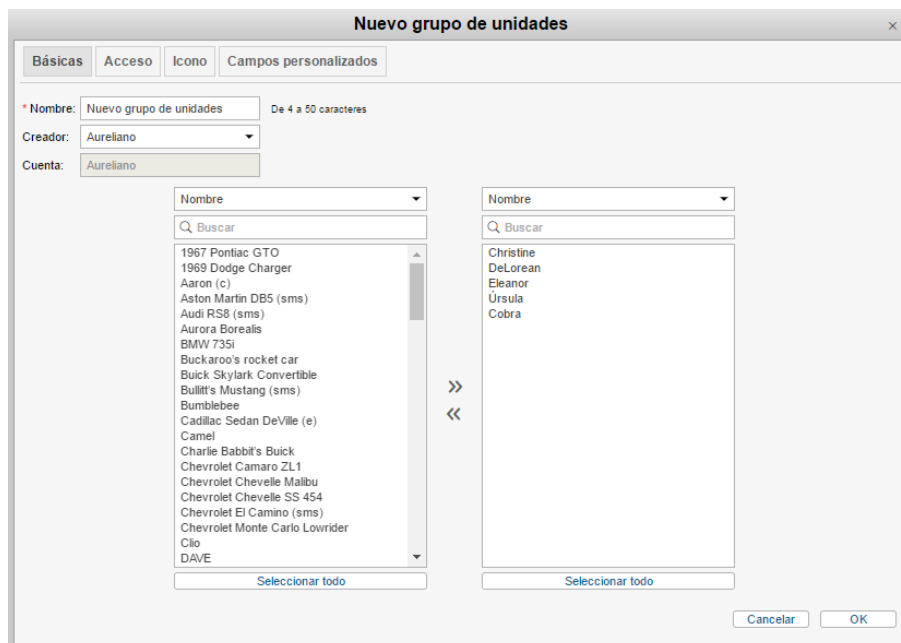 Nuevo grupo de unidades
×
Básicas Acceso Icono Campos personalizados
* Nombre: Nuevo grupo de unidades De 4 a 50 caracteres
Creador: Aureliano
Cuenta: Aureliano
Nombre
Buscar
1967 Pontiac GTO
1969 Dodge Charger
Aaron (c)
Aston Martin DB5 (sms)
Audi RS8 (sms)
Aurora Borealis
BMW 735i
Buckaroo's rocket car
Buick Skylark Convertible
Bullitt's Mustang (sms)
Bumblebee
Cadillac Sedan DeVille (e)
Camel
Charlie Babbit's Buick
Chevrolet Camaro ZL1
Chevrolet Chevelle Malibu
Chevrolet Chevelle SS 454
Chevrolet El Camino (sms)
Chevrolet Monte Carlo Lowrider
Clio
DAVE
Seleccionar todo
»
«
Nombre
Buscar
Christine
DeLorean
Eleanor
Úrsula
Cobra
Seleccionar todo
Cancelar OK